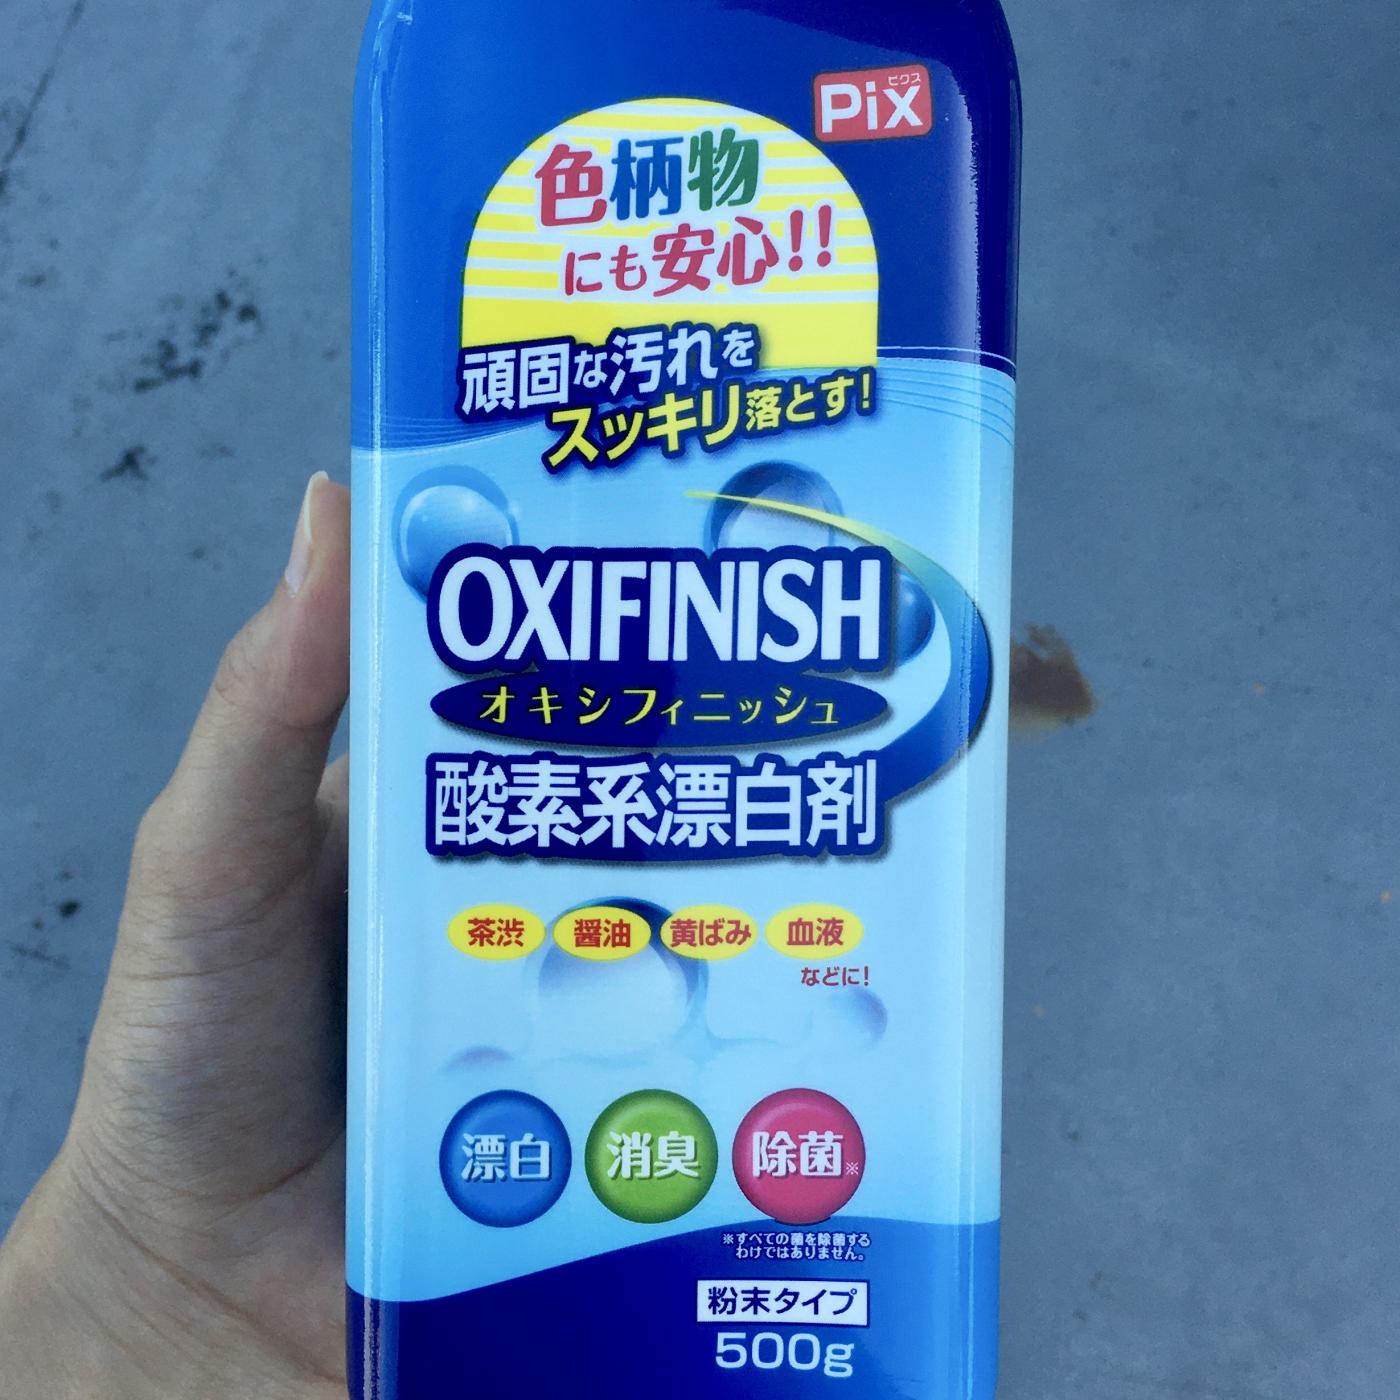 ピクス
Pix
色柄物
にも安心!!
頑固な汚れを
スッキリ落とす!
OXIFINISH
オキシフィニッシュ
酸素系漂白剤
茶渋 醤油 黄ばみ 血液
などに!
漂白 消臭 除菌※
※すべての菌を除菌する
わけではありません。
粉末タイプ
500g